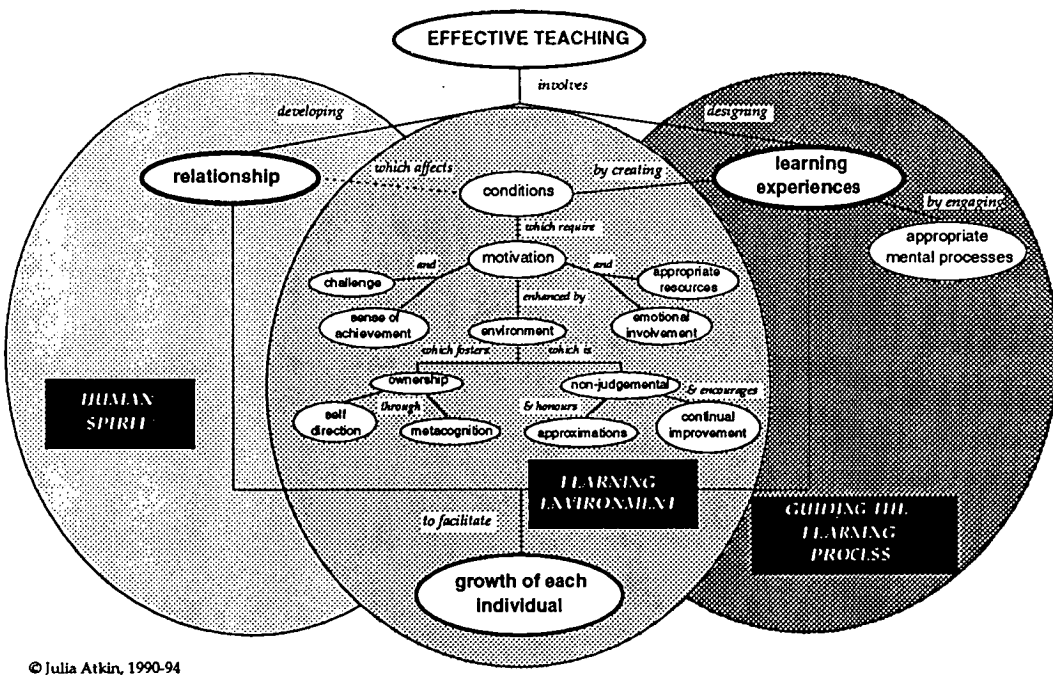 EFFECTIVE TEACHING
involves
developing
designing
relationship
which affects
conditions
by creating
learning
experiences
by engaging
appropriate
mental processes
which require
motivation
and
and
challenge
appropriate
resources
sense of
achievement
enhanced by
emotional
involvement
environment
which fosters
which is
ownership
non-judgemental
& encourages
self
direction
through
metacognition
& honours
approximations
continual
improvement
HUMAN
SPIRIT
LEARNING
ENVIRONMENT
GUIDING THE
LEARNING
PROCESS
to facilitate
growth of each
individual
© Julia Atkin, 1990-94